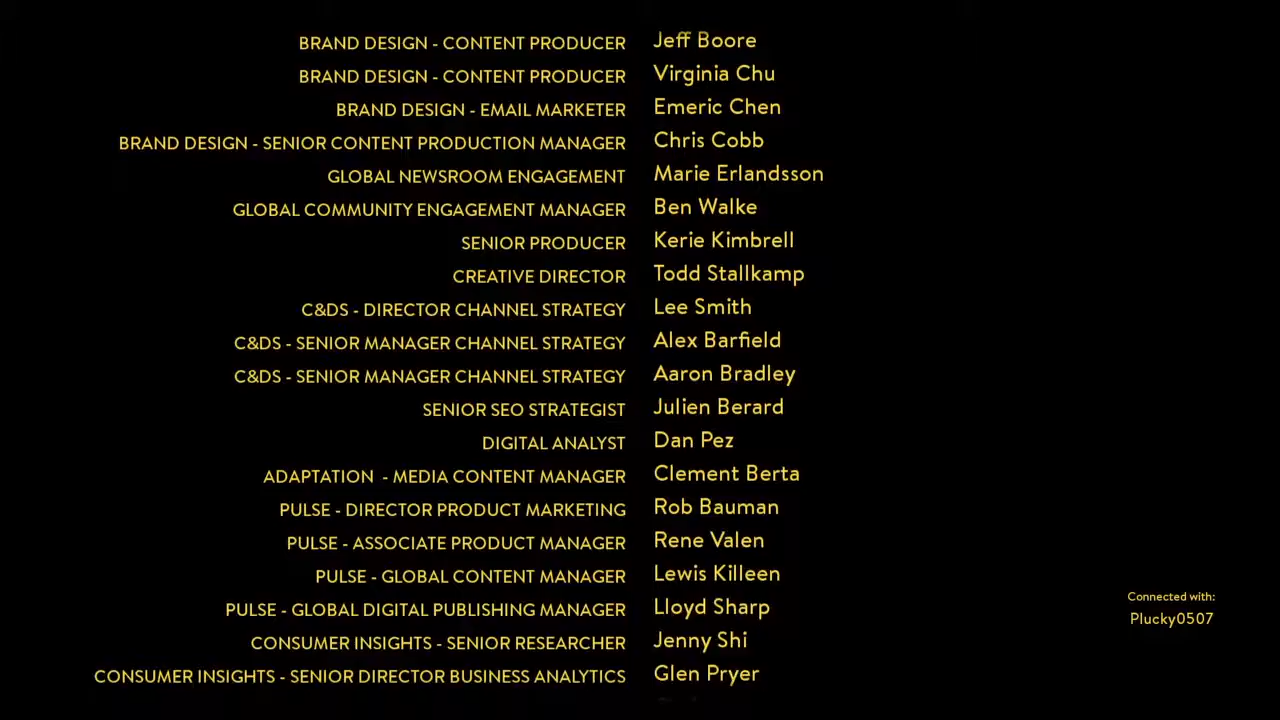 BRAND DESIGN - CONTENT PRODUCER Jeff Boore
BRAND DESIGN - CONTENT PRODUCER Virginia Chu
BRAND DESIGN - EMAIL MARKETER Emeric Chen
BRAND DESIGN - SENIOR CONTENT PRODUCTION MANAGER Chris Cobb
GLOBAL NEWSROOM ENGAGEMENT Marie Erlandsson
GLOBAL COMMUNITY ENGAGEMENT MANAGER Ben Walke
SENIOR PRODUCER Kerie Kimbrell
CREATIVE DIRECTOR Todd Stallkamp
C&DS - DIRECTOR CHANNEL STRATEGY Lee Smith
C&DS - SENIOR MANAGER CHANNEL STRATEGY Alex Barfield
C&DS - SENIOR MANAGER CHANNEL STRATEGY Aaron Bradley
SENIOR SEO STRATEGIST Julien Berard
DIGITAL ANALYST Dan Pez
ADAPTATION  - MEDIA CONTENT MANAGER Clement Berta
PULSE - DIRECTOR PRODUCT MARKETING Rob Bauman
PULSE - ASSOCIATE PRODUCT MANAGER Rene Valen
PULSE - GLOBAL CONTENT MANAGER Lewis Killeen
PULSE - GLOBAL DIGITAL PUBLISHING MANAGER Lloyd Sharp
CONSUMER INSIGHTS - SENIOR RESEARCHER Jenny Shi
CONSUMER INSIGHTS - SENIOR DIRECTOR BUSINESS ANALYTICS Glen Pryer
Connected with:
Plucky0507